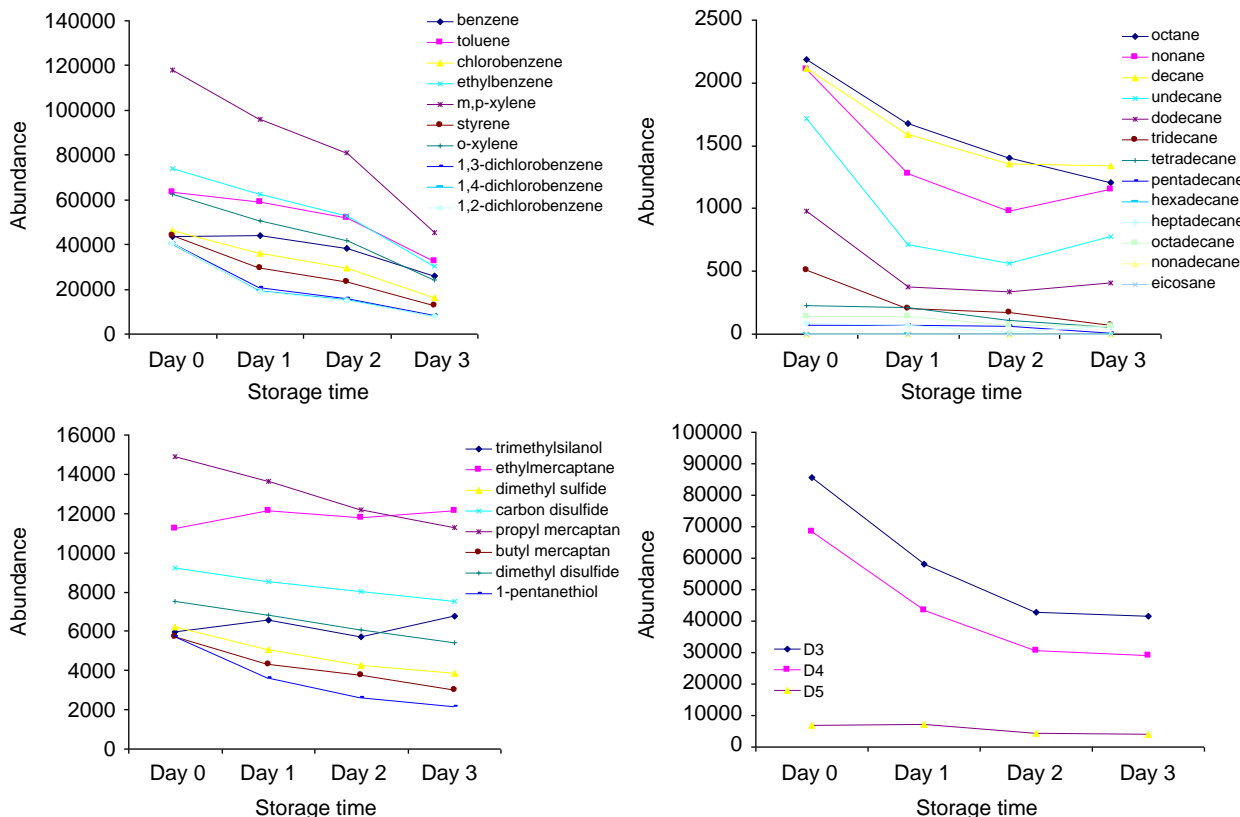 140000
120000
100000
80000
60000
40000
20000
0
Abundance
Day 0 Day 1 Day 2 Day 3
Storage time
benzene
toluene
chlorobenzene
ethylbenzene
m,p-xylene
styrene
o-xylene
1,3-dichlorobenzene
1,4-dichlorobenzene
1,2-dichlorobenzene
2500
2000
1500
1000
500
0
Abundance
Day 0 Day 1 Day 2 Day 3
Storage time
octane
nonane
decane
undecane
dodecane
tridecane
tetradecane
pentadecane
hexadecane
heptadecane
octadecane
nonadecane
eicosane
16000
14000
12000
10000
8000
6000
4000
2000
0
Abundance
Day 0 Day 1 Day 2 Day 3
Storage time
trimethylsilanol
ethylmercaptane
dimethyl sulfide
carbon disulfide
propyl mercaptan
butyl mercaptan
dimethyl disulfide
1-pentanethiol
100000
90000
80000
70000
60000
50000
40000
30000
20000
10000
0
Abundance
D3
D4
D5
Day 0 Day 1 Day 2 Day 3
Storage time